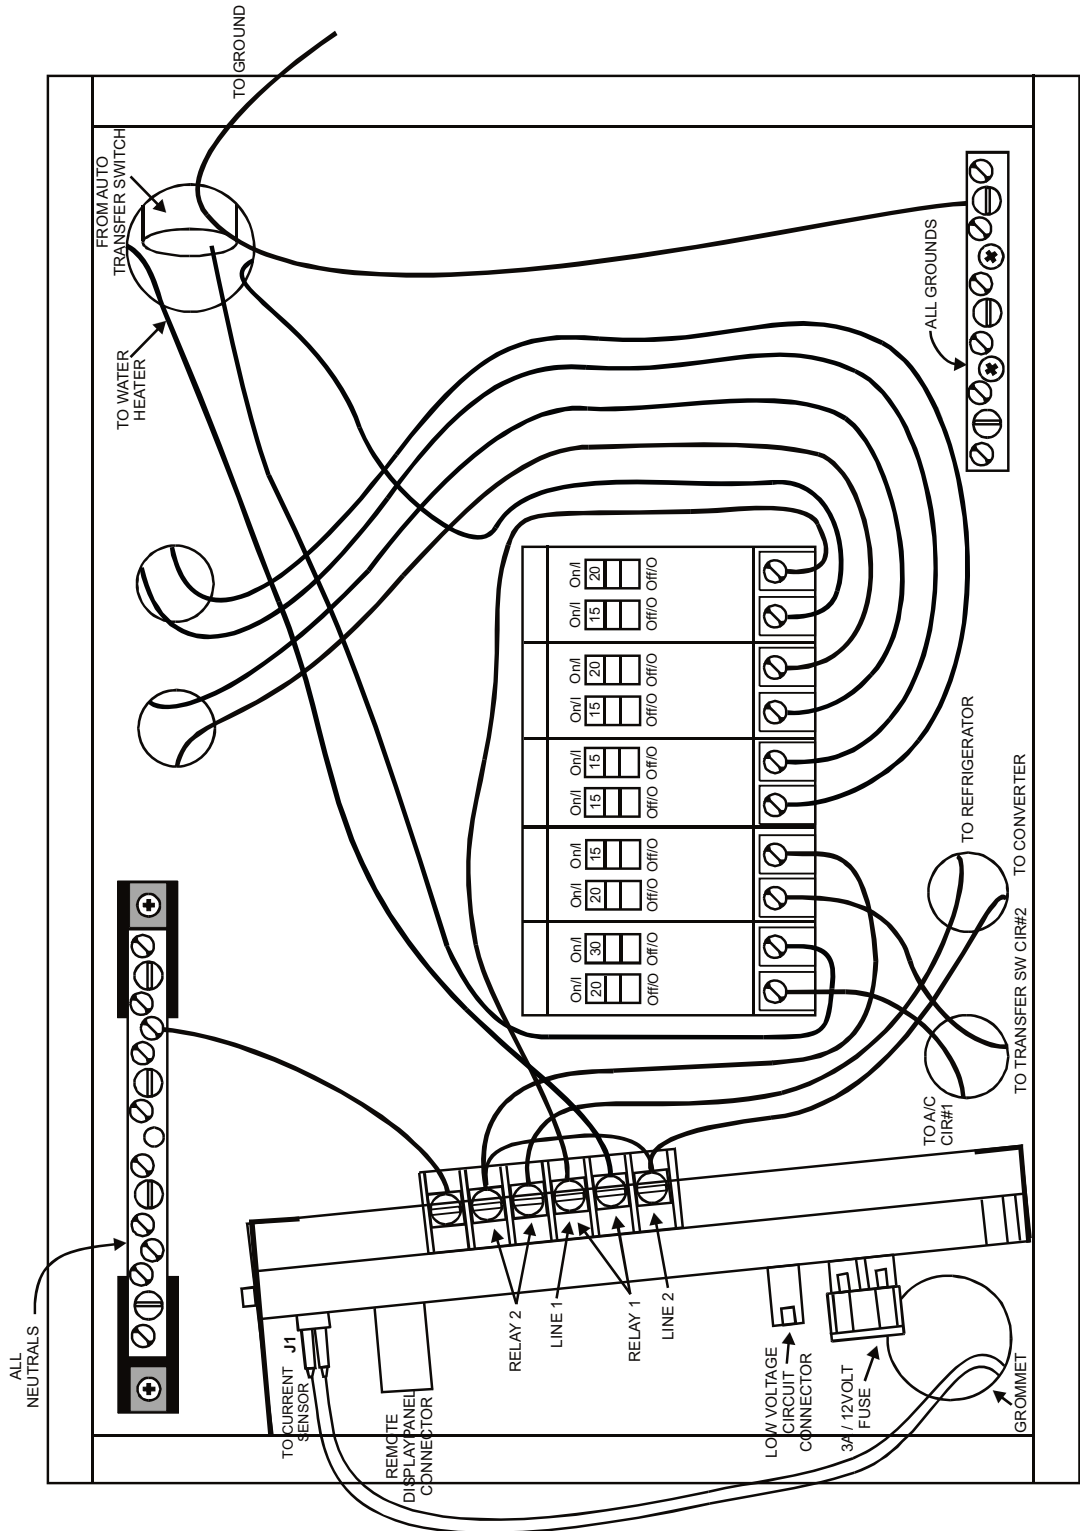 TO GROUND
FROM AUTO
TRANSFER SWITCH
TO WATER
HEATER
ALL GROUNDS
On/I
20
Off/O
On/I
15
Off/O
On/I
20
Off/O
On/I
15
Off/O
On/I
15
Off/O
On/I
15
Off/O
On/I
15
Off/O
On/I
20
Off/O
On/I
30
Off/O
On/I
20
Off/O
TO REFRIGERATOR
TO CONVERTER
TO TRANSFER SW CIR#2
TO A/C
CIR#1
ALL
NEUTRALS
J1
TO CURRENT
SENSOR
REMOTE
DISPLAYPANEL
CONNECTOR
RELAY 2
LINE 1
RELAY 1
LINE 2
LOW VOLTAGE
CIRCUIT
CONNECTOR
3A / 12VOLT
FUSE
GROMMET